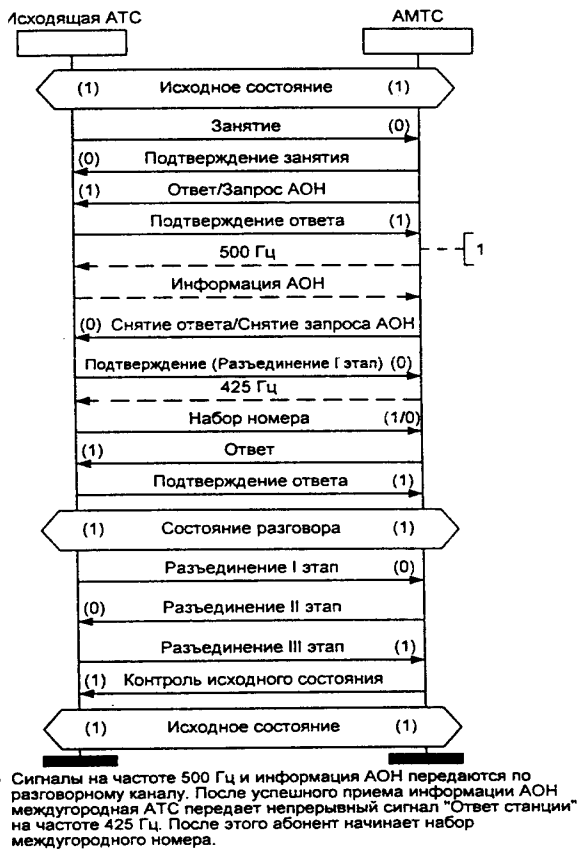 Исходящая АТС АМТС
(1) Исходное состояние (1)
Занятие (0)
(0) Подтверждение занятия
(1) Ответ/Запрос АОН
Подтверждение ответа (1)
500 Гц 1
Информация АОН
(0) Снятие ответа/Снятие запроса АОН
Подтверждение (Разъединение I этап) (0)
425 Гц
Набор номера (1/0)
(1) Ответ
Подтверждение ответа (1)
(1) Состояние разговора (1)
Разъединение I этап (0)
(0) Разъединение II этап
Разъединение III этап (1)
(1) Контроль исходного состояния
(1) Исходное состояние (1)
Сигналы на частоте 500 Гц и информация АОН передаются по
разговорному каналу. После успешного приема информации АОН
междугородная АТС передает непрерывный сигнал "Ответ станции"
на частоте 425 Гц. После этого абонент начинает набор
междугородного номера.